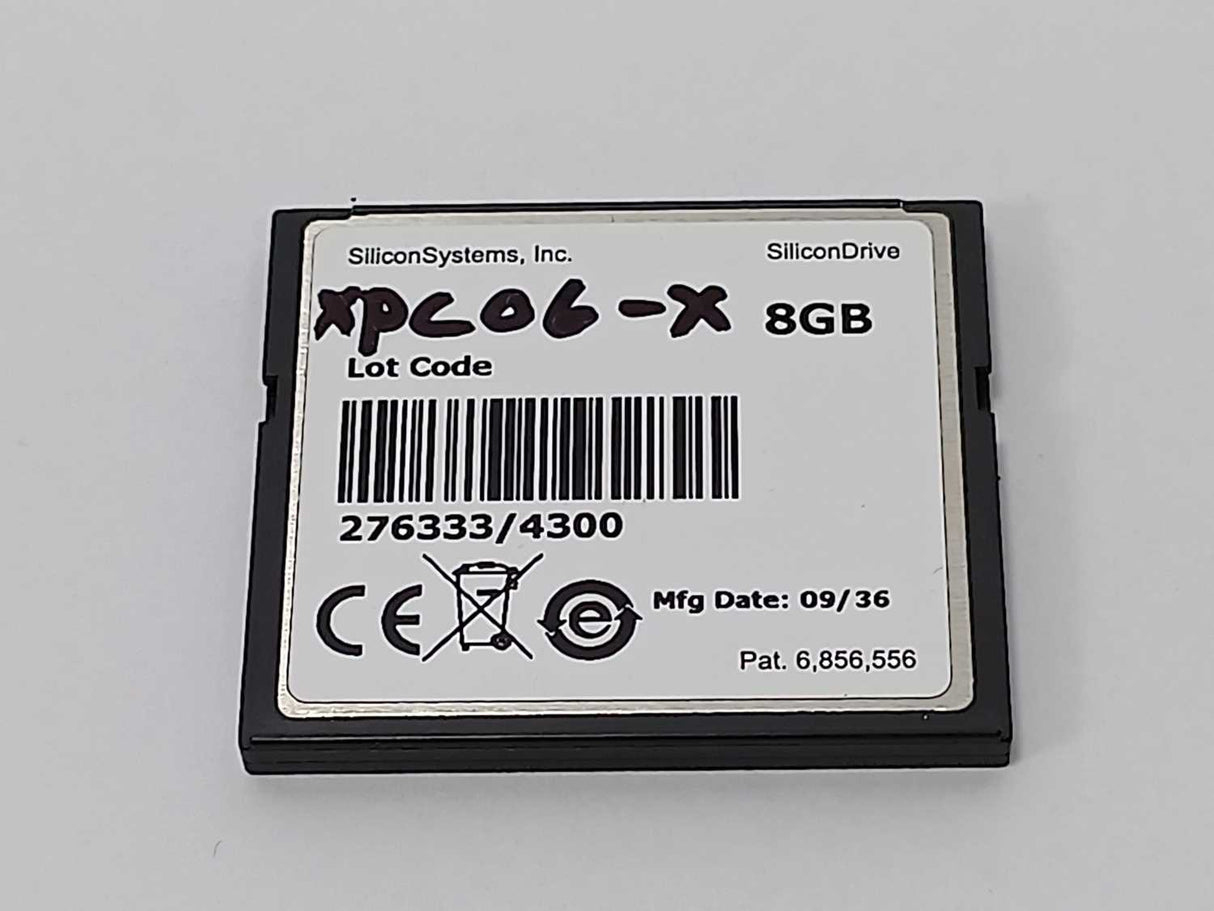 SiliconSystems, Inc. SiliconDrive
XPC06-X 8GB
Lot Code
276333/4300
CE e Mfg Date: 09/36
Pat. 6,856,556